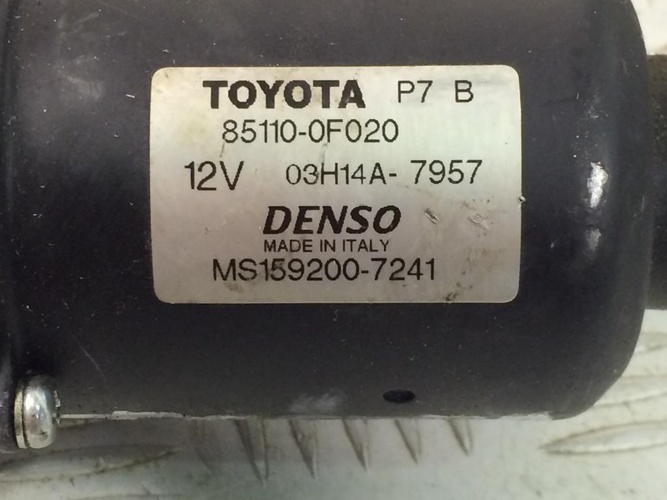 TOYOTA P7 B
85110-0F020
12V 03H14A- 7957
DENSO
MADE IN ITALY
MS159200-7241